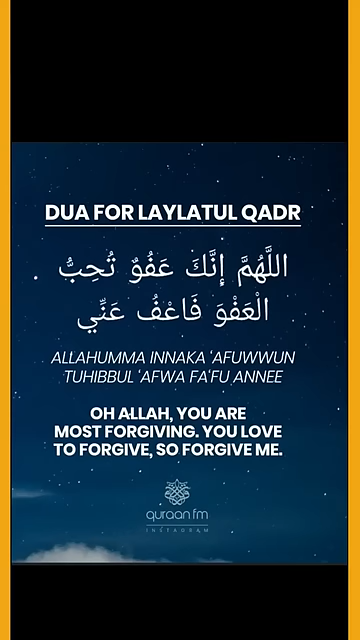 DUA FOR LAYLATUL QADR
اللَّهُمَّ إِنَّكَ عَفُوٌ تُحِبُّ
الْعَفْوَ فَاعْفُ عَنِّي
ALLAHUMMA INNAKA ‘AFUWWUN
TUHIBBUL ‘AFWA FA'FU ANNEE
OH ALLAH, YOU ARE
MOST FORGIVING. YOU LOVE
TO FORGIVE, SO FORGIVE ME.
quraan.fm
INSTAGRAM